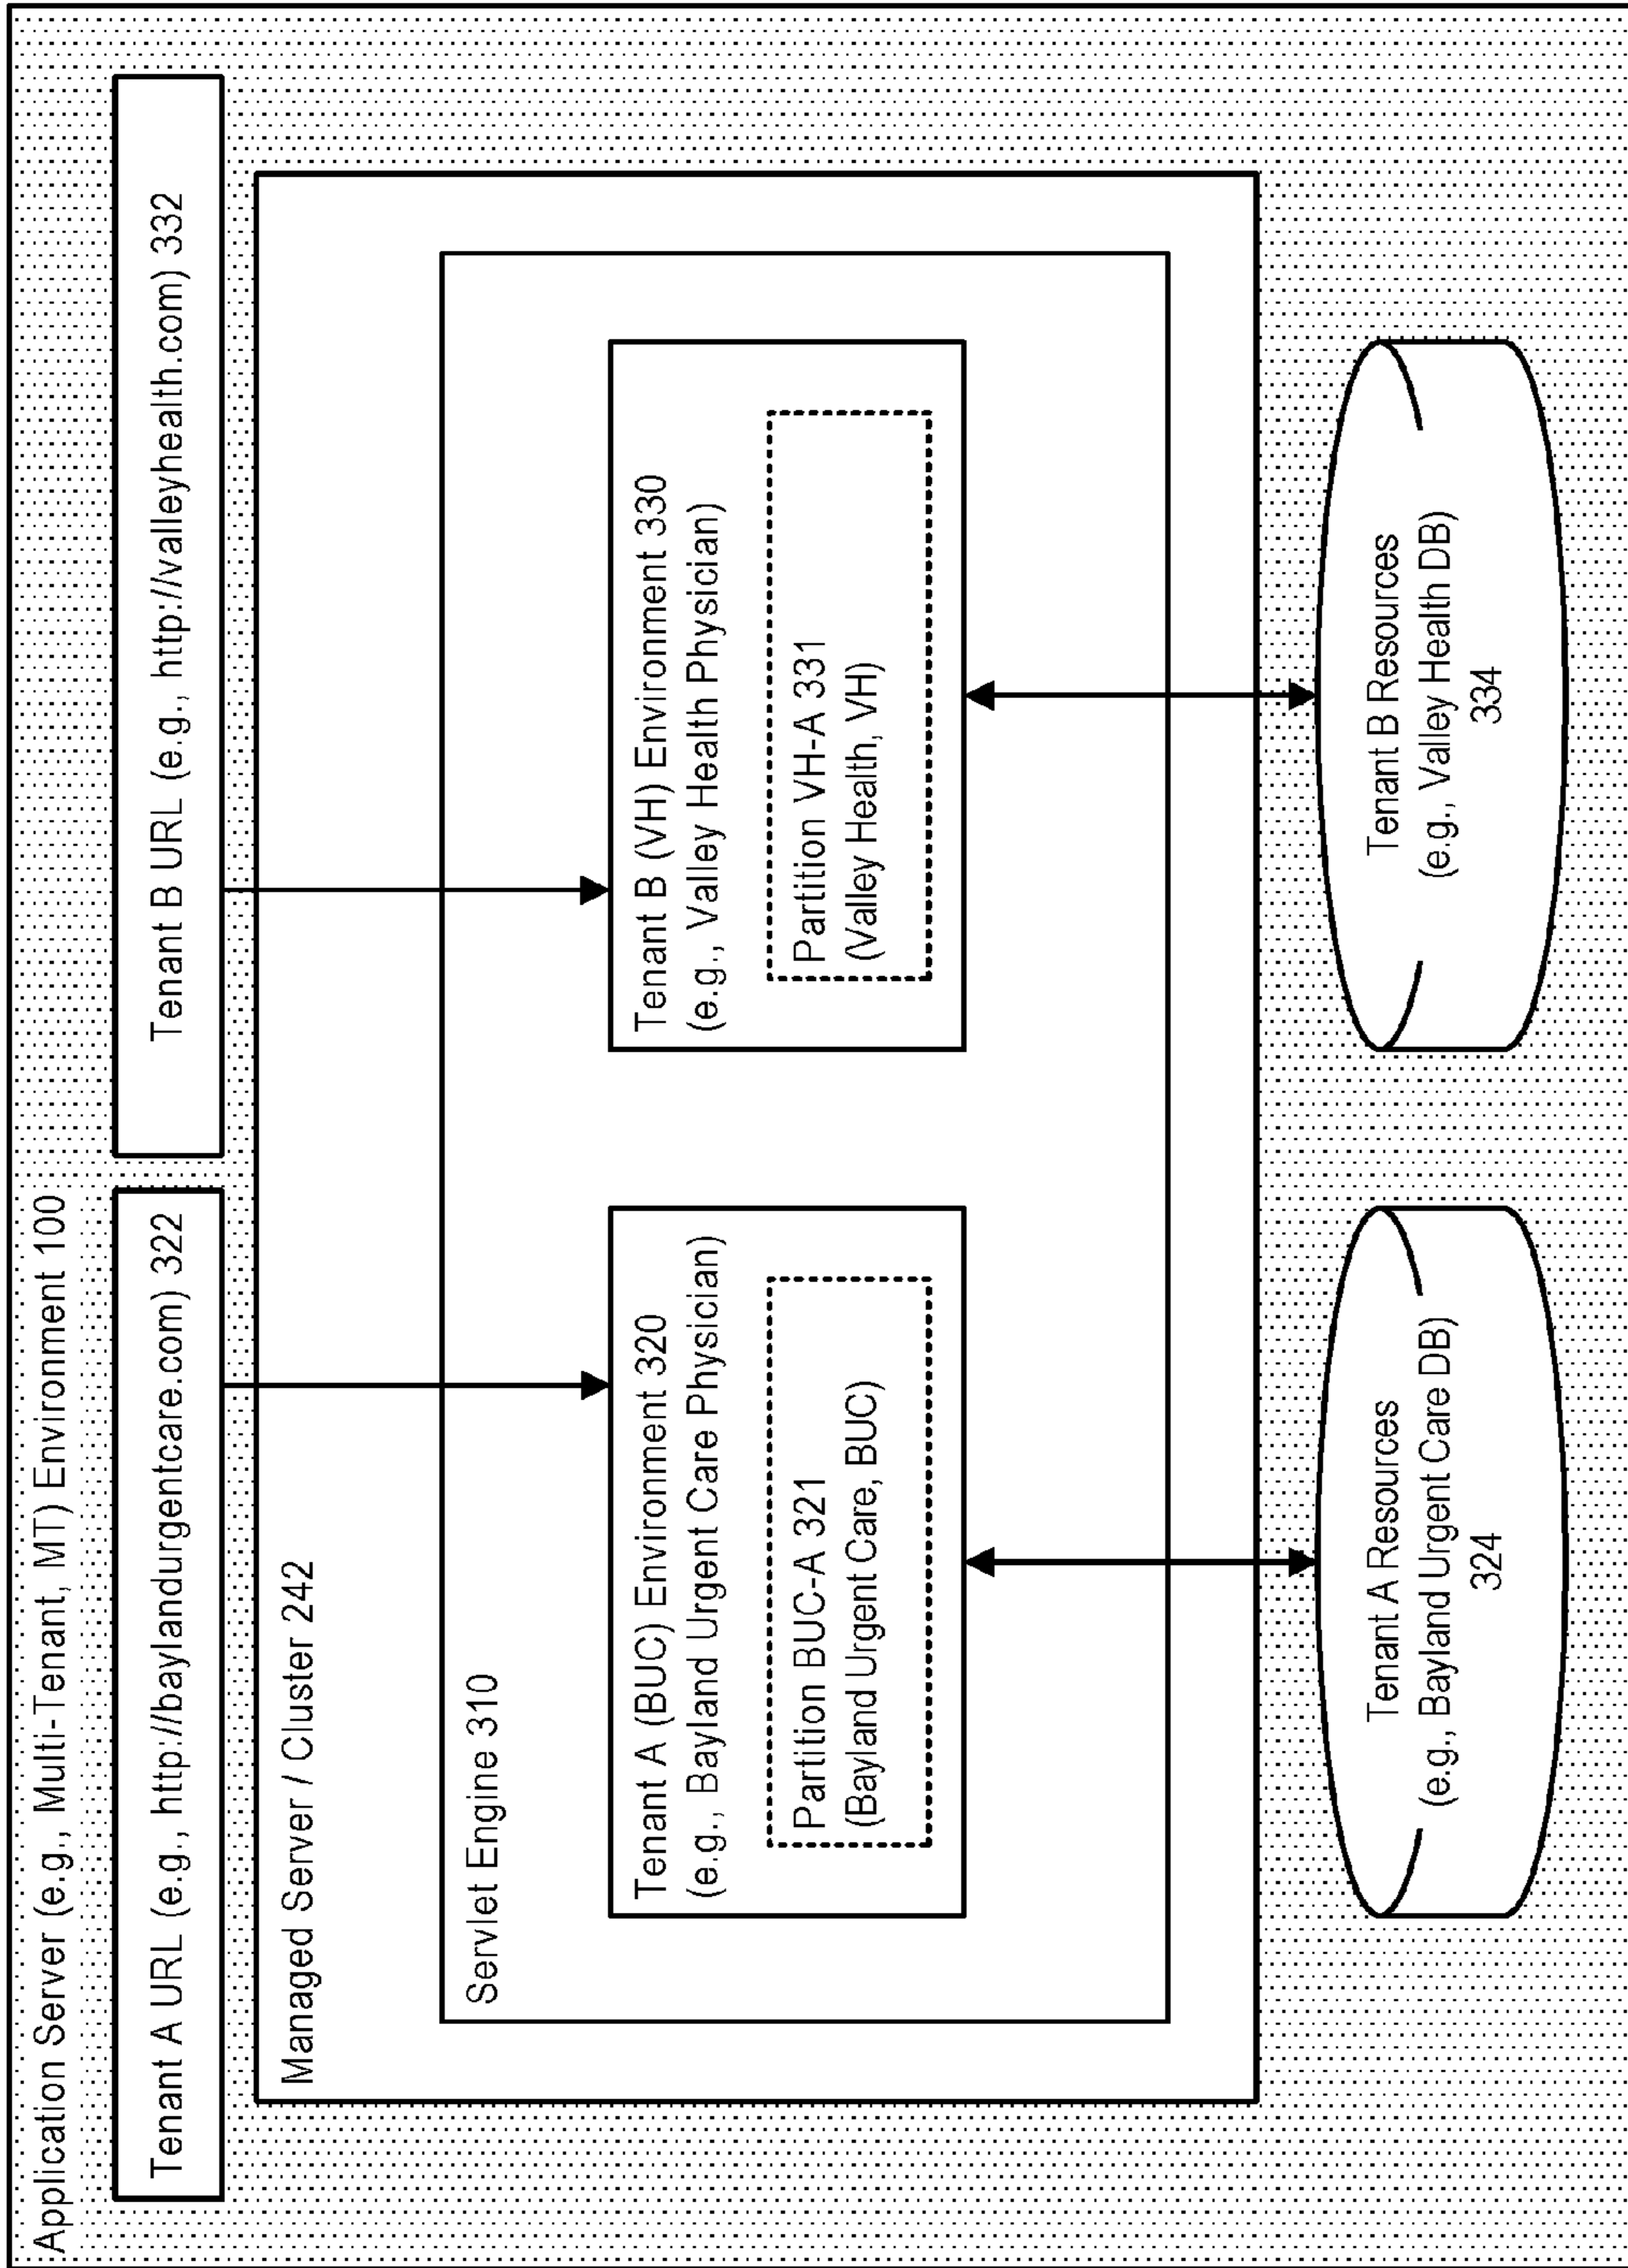 Application Server (e.g., Multi-Tenant, MT) Environment 100
Tenant A URL (e.g., http://baylandurgentcare.com) 322
Tenant B URL (e.g., http://valleyhealth.com) 332
Managed Server / Cluster 242
Servlet Engine 310
Tenant A (BUC) Environment 320
(e.g., Bayland Urgent Care Physician)
Partition BUC-A 321
(Bayland Urgent Care, BUC)
Tenant B (VH) Environment 330
(e.g., Valley Health Physician)
Partition VH-A 331
(Valley Health, VH)
Tenant A Resources
(e.g., Bayland Urgent Care DB)
324
Tenant B Resources
(e.g., Valley Health DB)
334